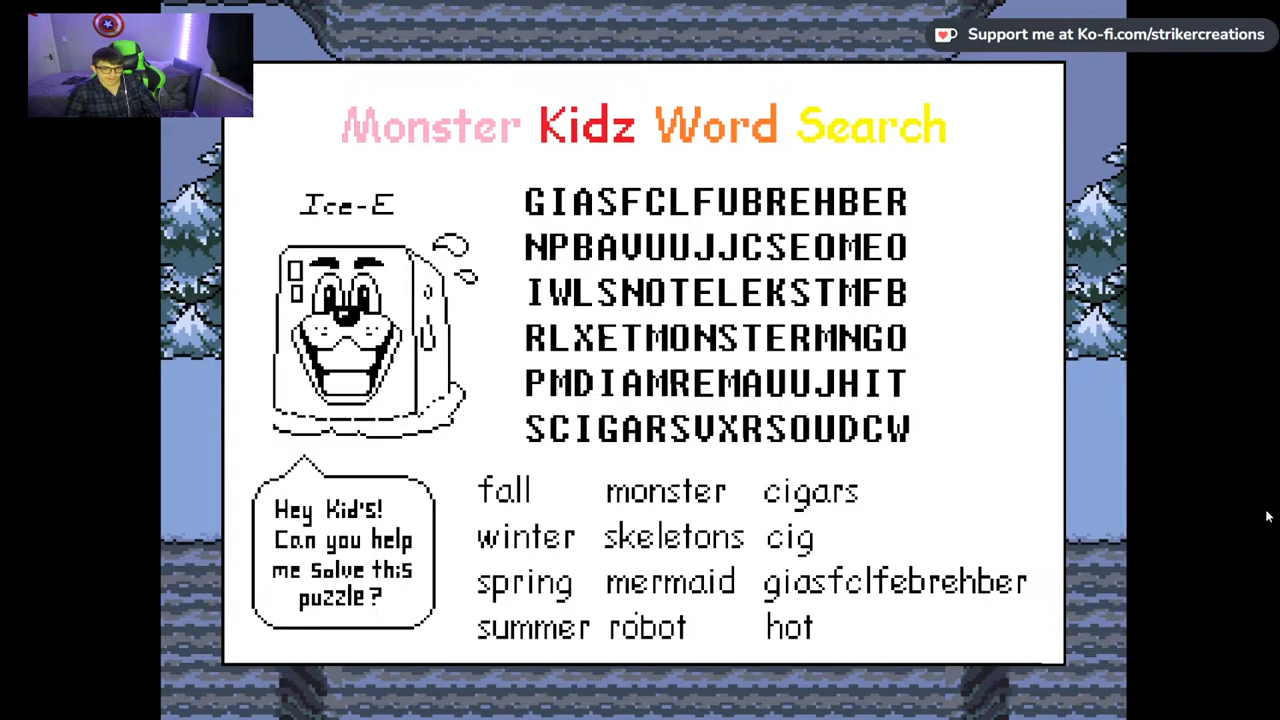 Support me at Ko-fi.com/strikercreations
Monster Kidz Word Search
Ice-E
GIASFCLFUBREHBER
NPBAVUUJJCSEOMEO
IWLSNOTELEKSTMFB
RLXETMONSTERMNGO
PMDIAMREMAUUJHIT
SCIGARSVXRSOUDCW
Hey Kid's!
Can you help
me solve this
puzzle?
fall monster cigars
winter skeletons cig
spring mermaid giasfclfebrehber
summer robot hot